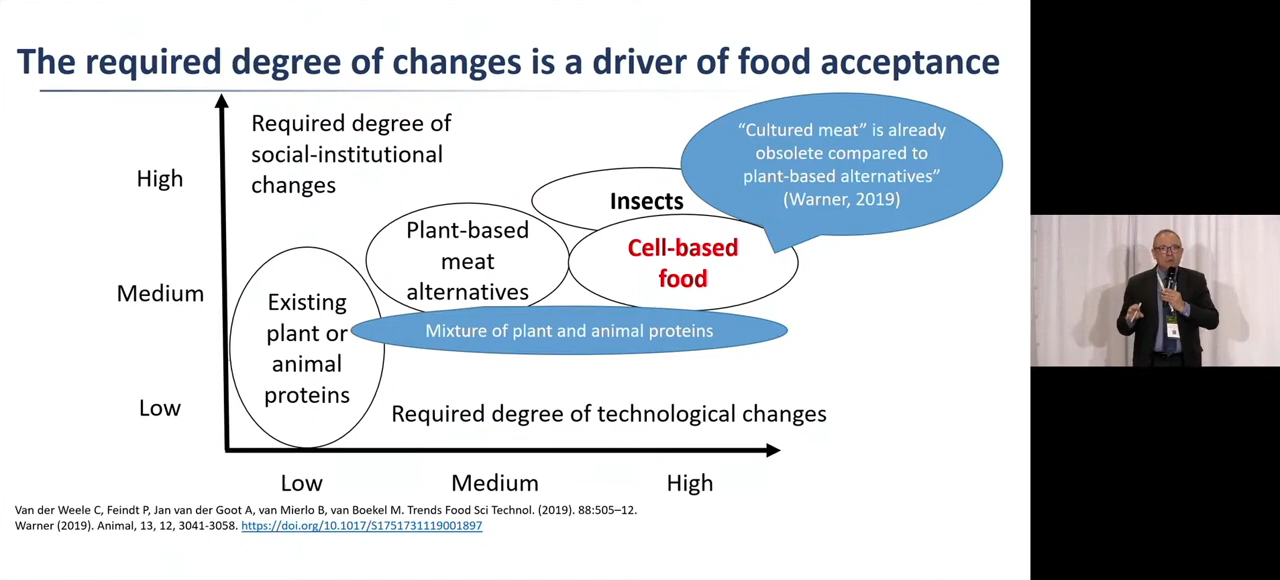 The required degree of changes is a driver of food acceptance
Required degree of
social-institutional
changes
High
Medium
Low
"Cultured meat" is already
obsolete compared to
plant-based alternatives"
(Warner, 2019)
Insects
Plant-based
meat
alternatives
Cell-based
food
Existing
plant or
animal
proteins
Mixture of plant and animal proteins
Required degree of technological changes
Low
Medium
High
Van der Weele C, Feindt P, Jan van der Goot A, van Mierlo B, van Boekel M. Trends Food Sci Technol. (2019). 88:505–12.
Warner (2019). Animal, 13, 12, 3041-3058. https://doi.org/10.1017/S1751731119001897